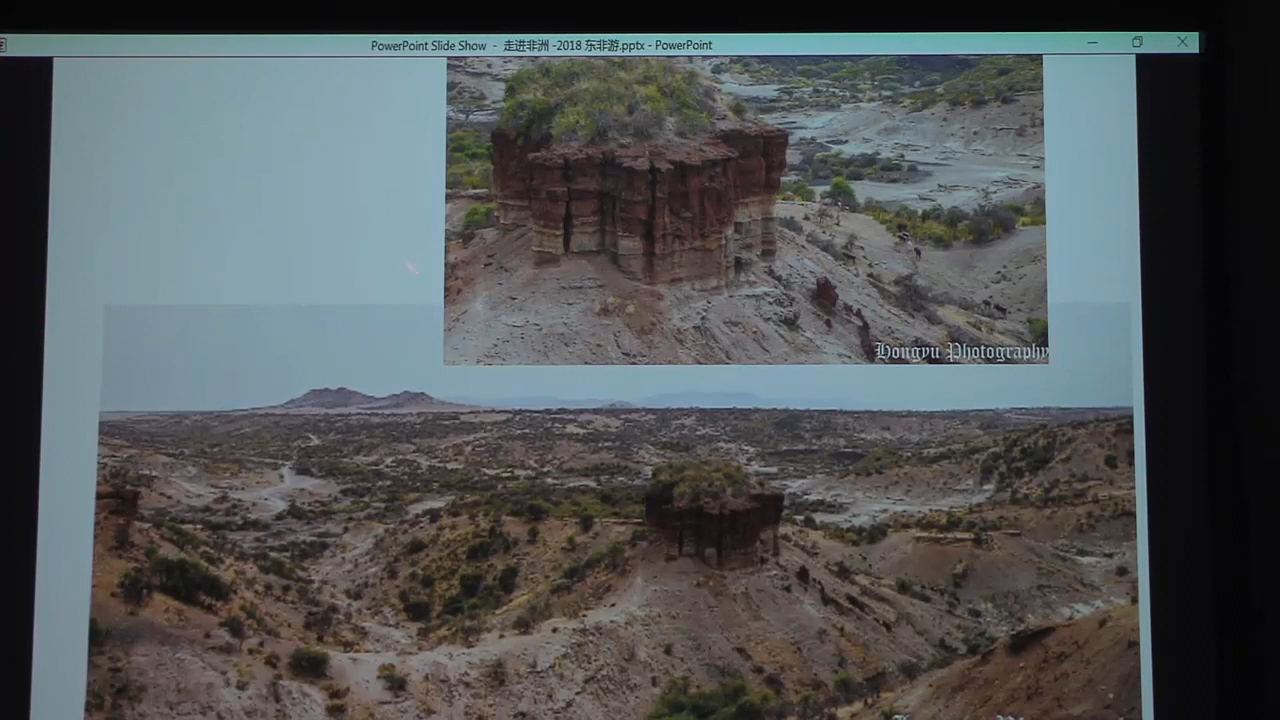 PowerPoint Slide Show - 走进非洲 -2018 东非游.pptx - PowerPoint
Hongyu Photography